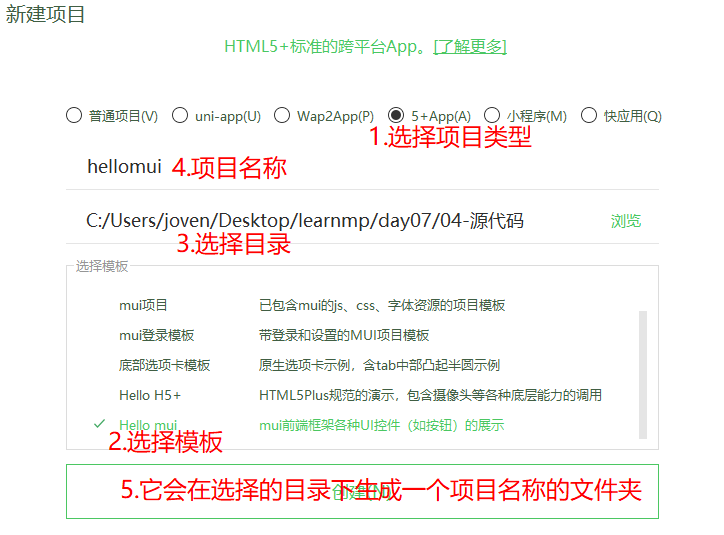 新建项目
HTML5+标准的跨平台App。[了解更多]
普通项目(V) uni-app(U) Wap2App(P) 5+App(A) 小程序(M) 快应用(Q)
1.选择项目类型
hellomui 4.项目名称
C:/Users/joven/Desktop/learnmp/day07/04-源代码 浏览
3.选择目录
选择模板
mui项目 已包含mui的js、css、字体资源的项目模板
mui登录模板 带登录和设置的MUI项目模板
底部选项卡模板 原生选项卡示例，含tab中部凸起半圆示例
Hello H5+ HTML5Plus规范的演示，包含摄像头等各种底层能力的调用
Hello mui mui前端框架各种UI控件（如按钮）的展示
2.选择模板
创建(N)
5.它会在选择的目录下生成一个项目名称的文件夹